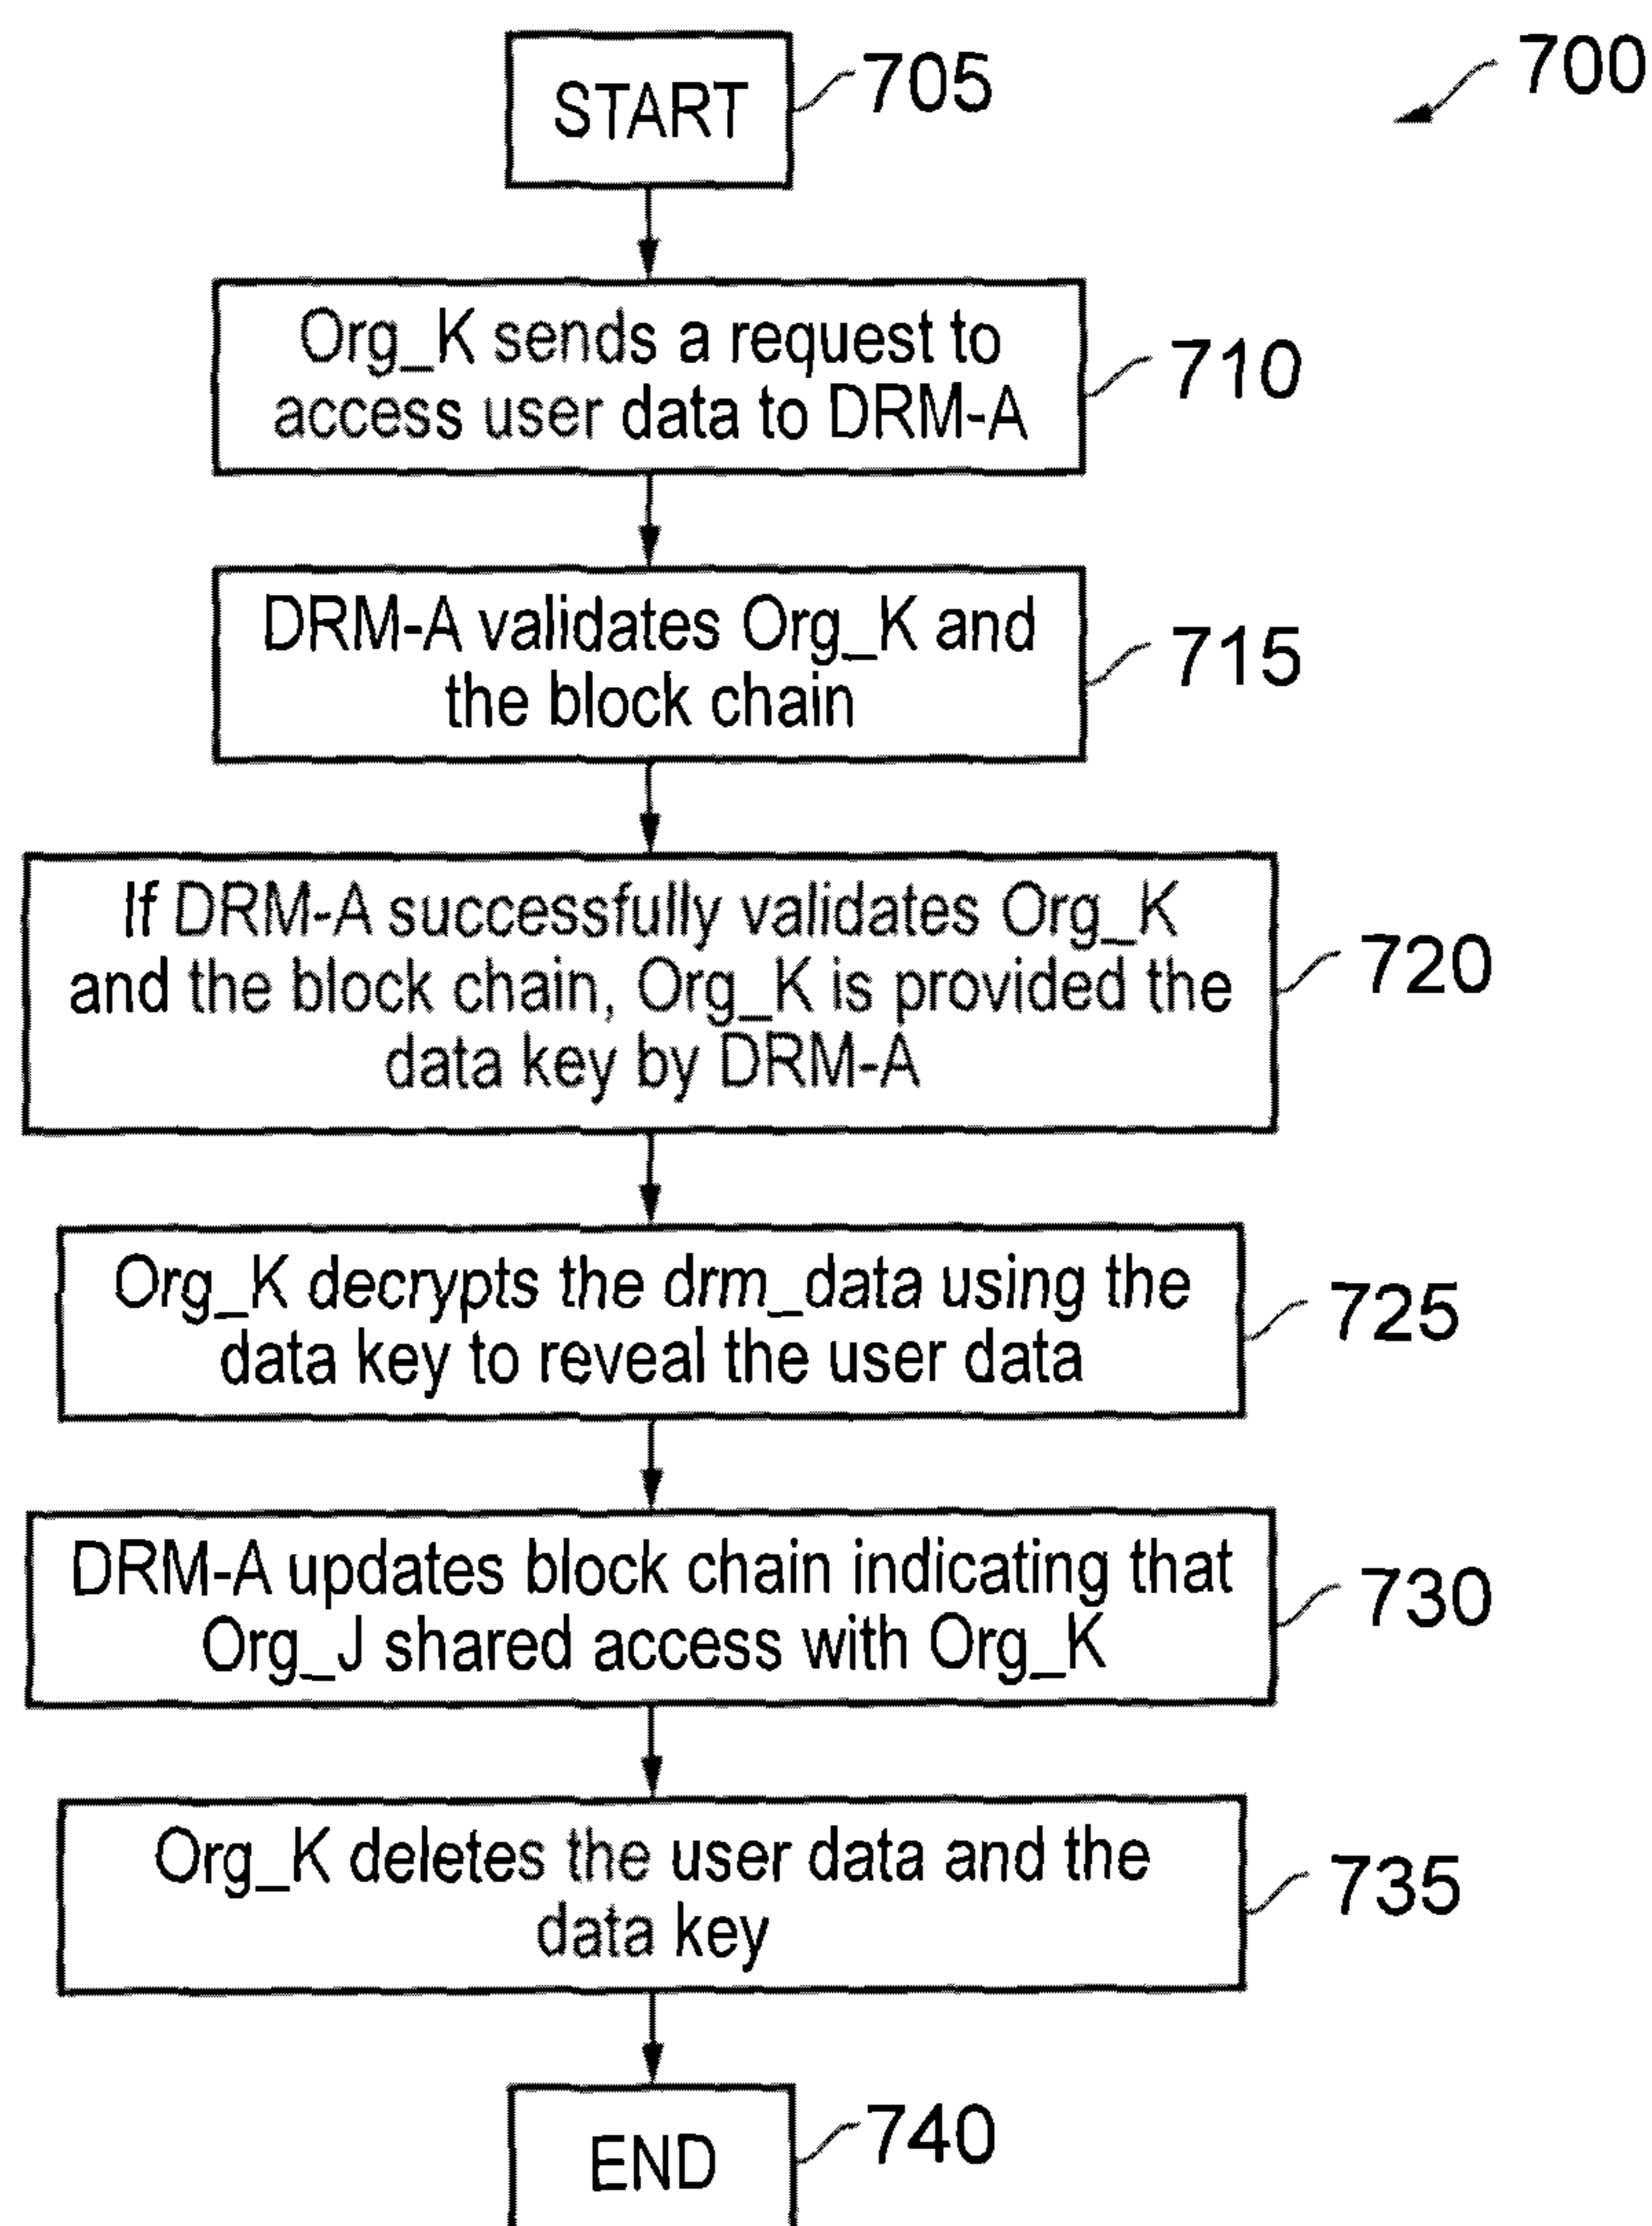 700
START
705
Org_K sends a request to
access user data to DRM-A
710
DRM-A validates Org_K and
the block chain
715
If DRM-A successfully validates Org_K
and the block chain, Org_K is provided the
data key by DRM-A
720
Org_K decrypts the drm_data using the
data key to reveal the user data
725
DRM-A updates block chain indicating that
Org_J shared access with Org_K
730
Org_K deletes the user data and the
data key
735
END
740